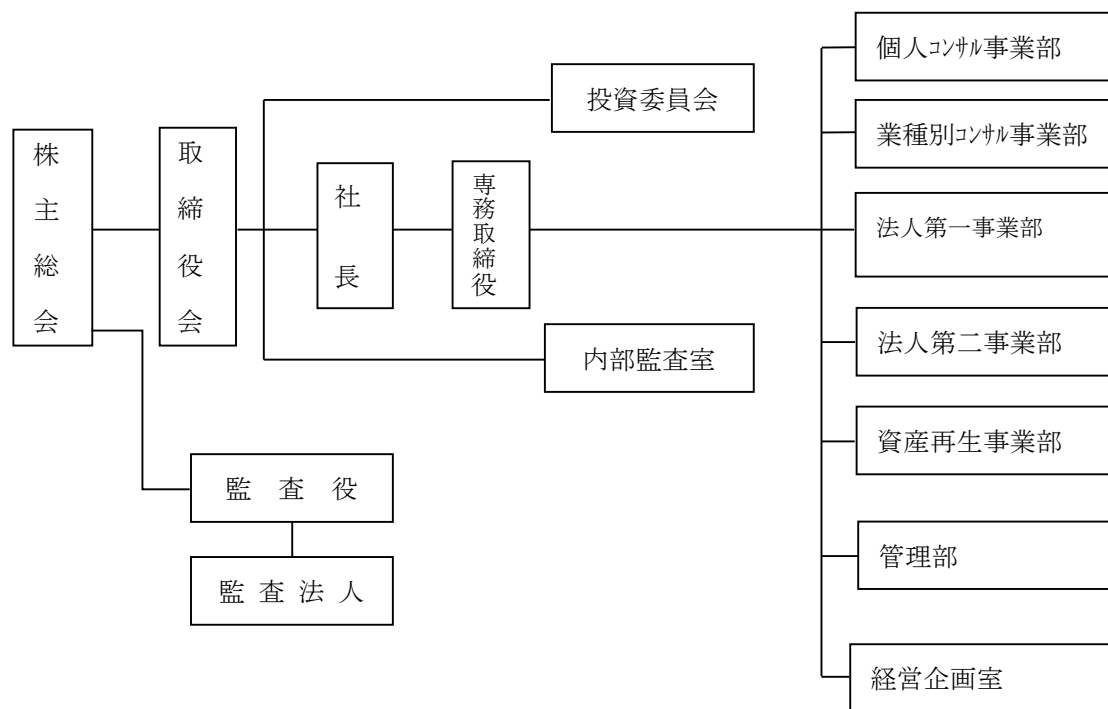 株主総会
取締役会
社長
専務取締役
投資委員会
内部監査室
監 査 役
監 査 法 人
個人ｺﾝｻﾙ事業部
業種別ｺﾝｻﾙ事業部
法人第一事業部
法人第二事業部
資産再生事業部
管理部
経営企画室